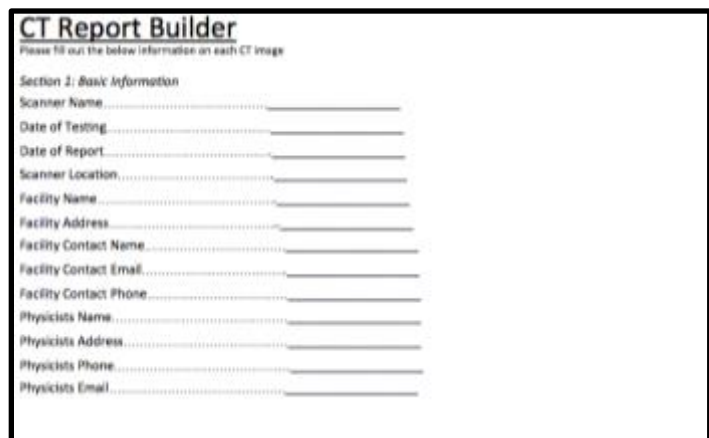 CT Report Builder
Please fill out the below information on each CT image
Section 1: Basic Information
Scanner Name
Date of Testing
Date of Report
Scanner Location
Facility Name
Facility Address
Facility Contact Name
Facility Contact Email
Facility Contact Phone
Physicists Name
Physicists Address
Physicists Phone
Physicists Email